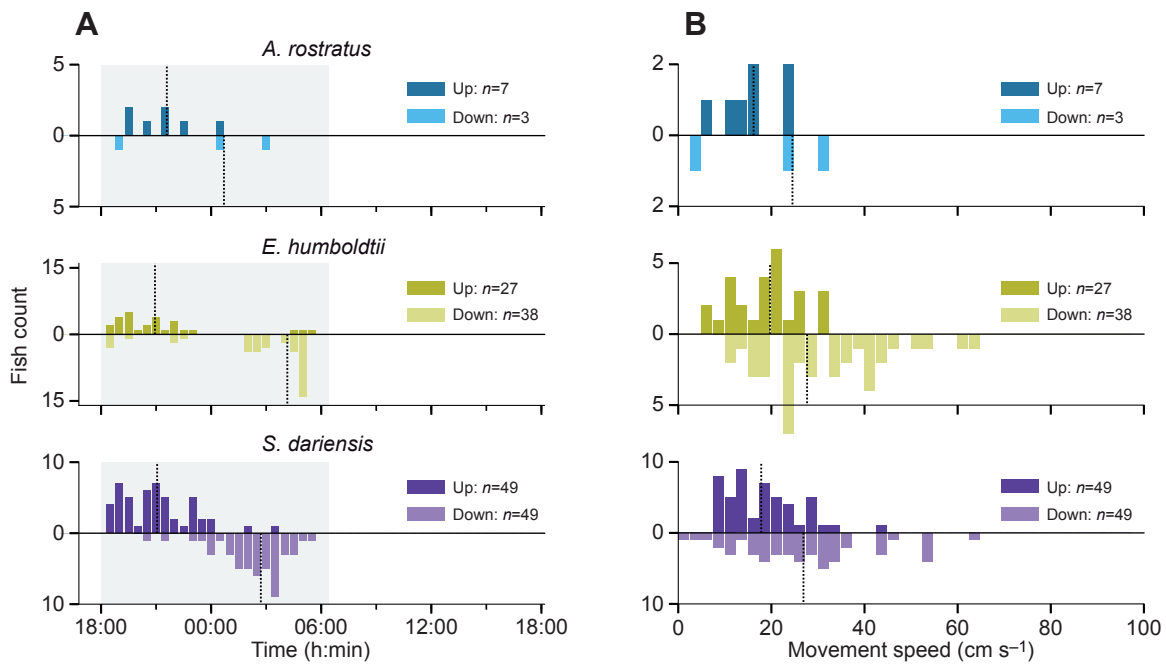 A
B
A. rostratus
5
0
5
Up: n=7
Down: n=3
2
0
2
Up: n=7
Down: n=3
E. humboldtii
Fish count
15
0
15
Up: n=27
Down: n=38
5
0
5
Up: n=27
Down: n=38
S. dariensis
10
0
10
Up: n=49
Down: n=49
10
0
10
Up: n=49
Down: n=49
18:00 00:00 06:00 12:00 18:00
Time (h:min)
0 20 40 60 80 100
Movement speed (cm s⁻¹)